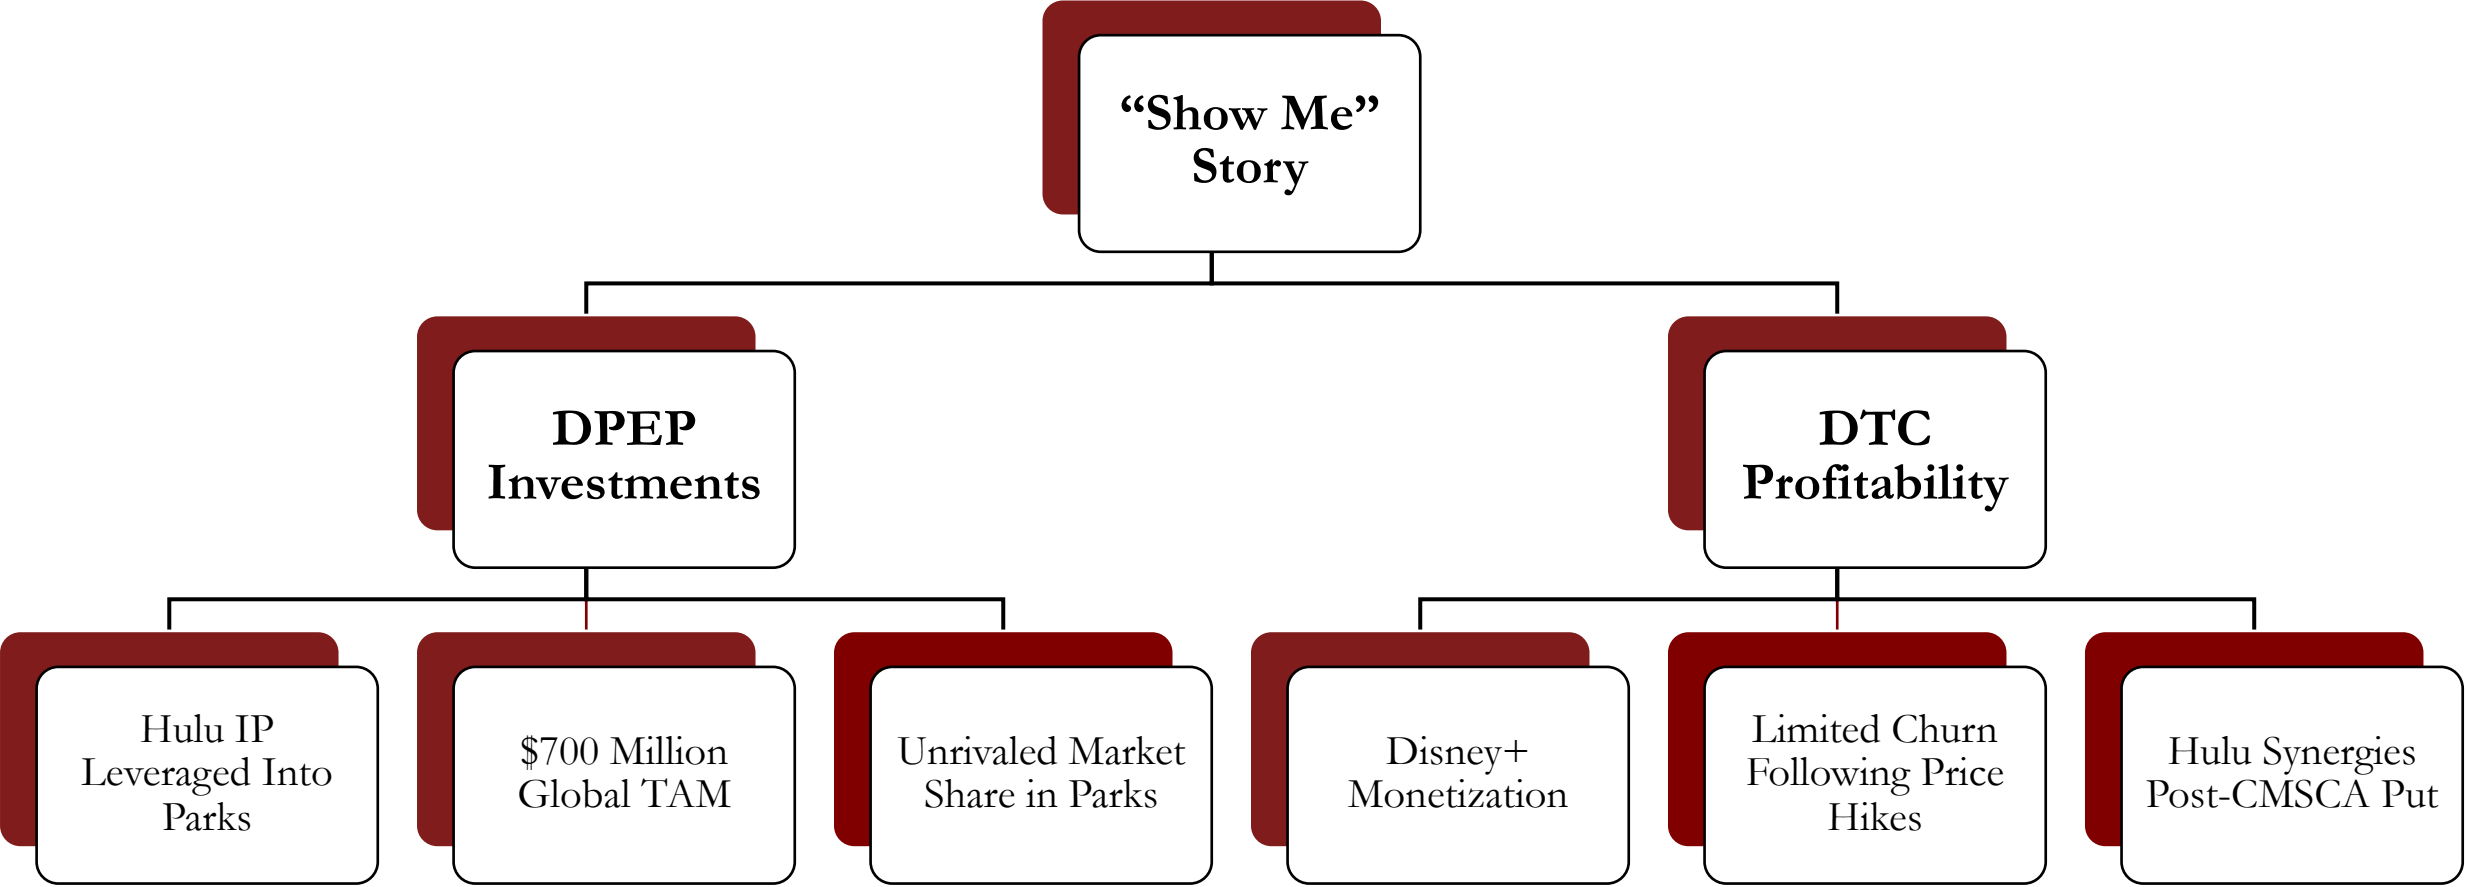 “Show Me”
Story
DPEP
Investments
DTC
Profitability
Hulu IP
Leveraged Into
Parks
$700 Million
Global TAM
Unrivaled Market
Share in Parks
Disney+
Monetization
Limited Churn
Following Price
Hikes
Hulu Synergies
Post-CMSCA Put